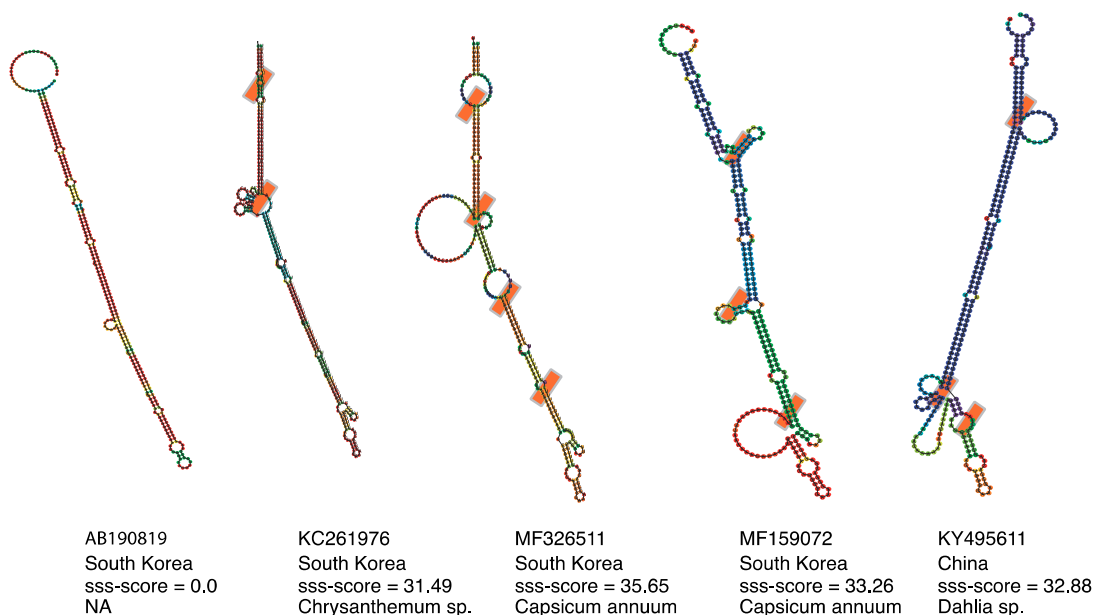 AB190819
South Korea
sss-score = 0.0
NA
KC261976
South Korea
sss-score = 31.49
Chrysanthemum sp.
MF326511
South Korea
sss-score = 35.65
Capsicum annuum
MF159072
South Korea
sss-score = 33.26
Capsicum annuum
KY495611
China
sss-score = 32.88
Dahlia sp.